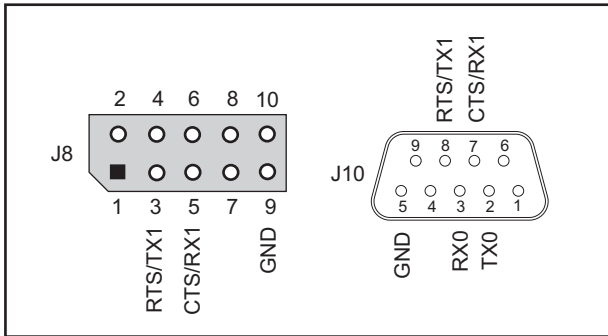 2 4 6 8 10
J8
1 3 5 7 9
RTS/TX1
CTS/RX1
GND
RTS/TX1
CTS/RX1
9 8 7 6
J10
5 4 3 2 1
GND
RX0
TX0